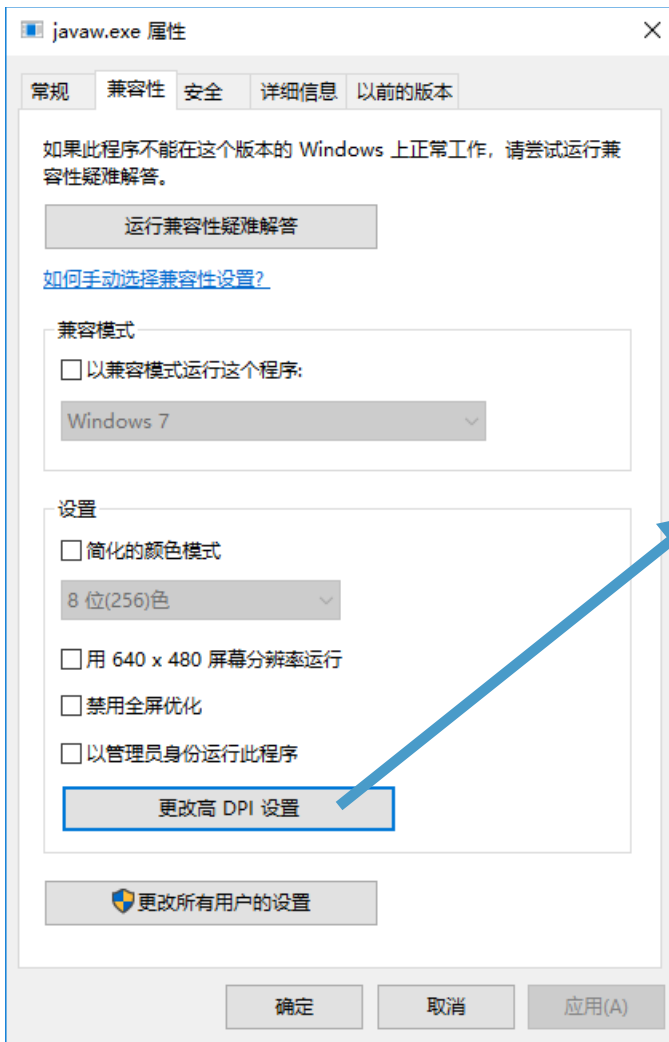 javaw.exe 属性
常规 兼容性 安全 详细信息 以前的版本
如果此程序不能在这个版本的 Windows 上正常工作，请尝试运行兼
容性疑难解答。
运行兼容性疑难解答
如何手动选择兼容性设置?
兼容模式
以兼容模式运行这个程序:
Windows 7
设置
简化的颜色模式
8 位(256)色
用 640 x 480 屏幕分辨率运行
禁用全屏优化
以管理员身份运行此程序
更改高 DPI 设置
更改所有用户的设置
确定 取消 应用(A)